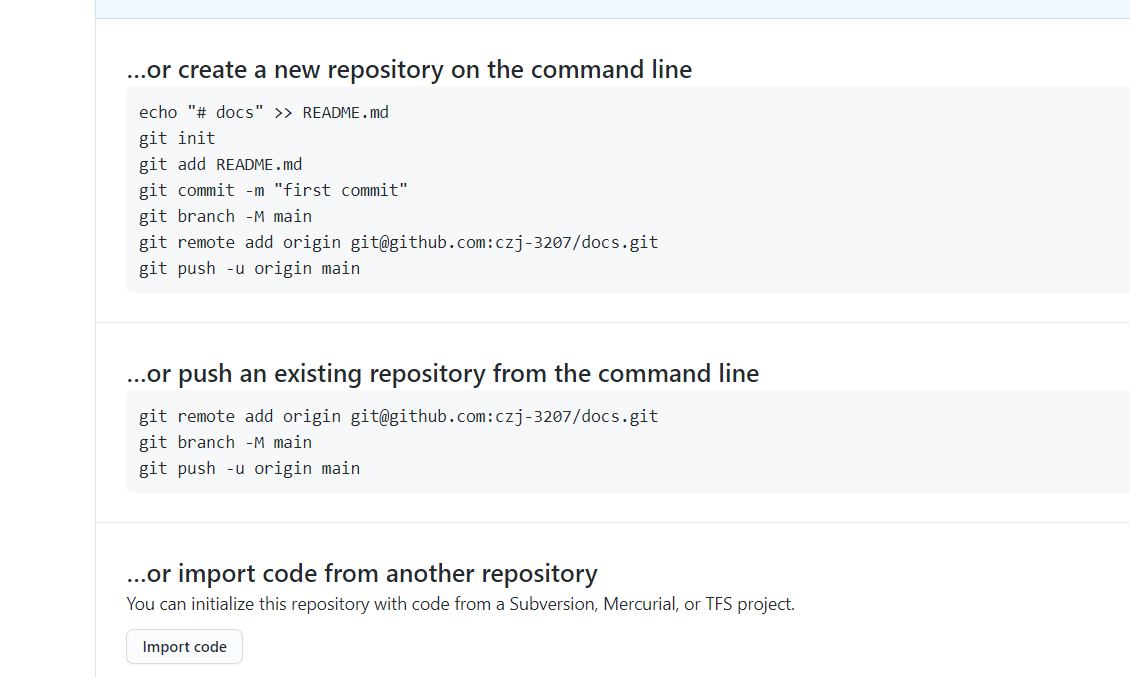 ...or create a new repository on the command line
echo "# docs" >> README.md
git init
git add README.md
git commit -m "first commit"
git branch -M main
git remote add origin git@github.com:czj-3207/docs.git
git push -u origin main
...or push an existing repository from the command line
git remote add origin git@github.com:czj-3207/docs.git
git branch -M main
git push -u origin main
...or import code from another repository
You can initialize this repository with code from a Subversion, Mercurial, or TFS project.
Import code